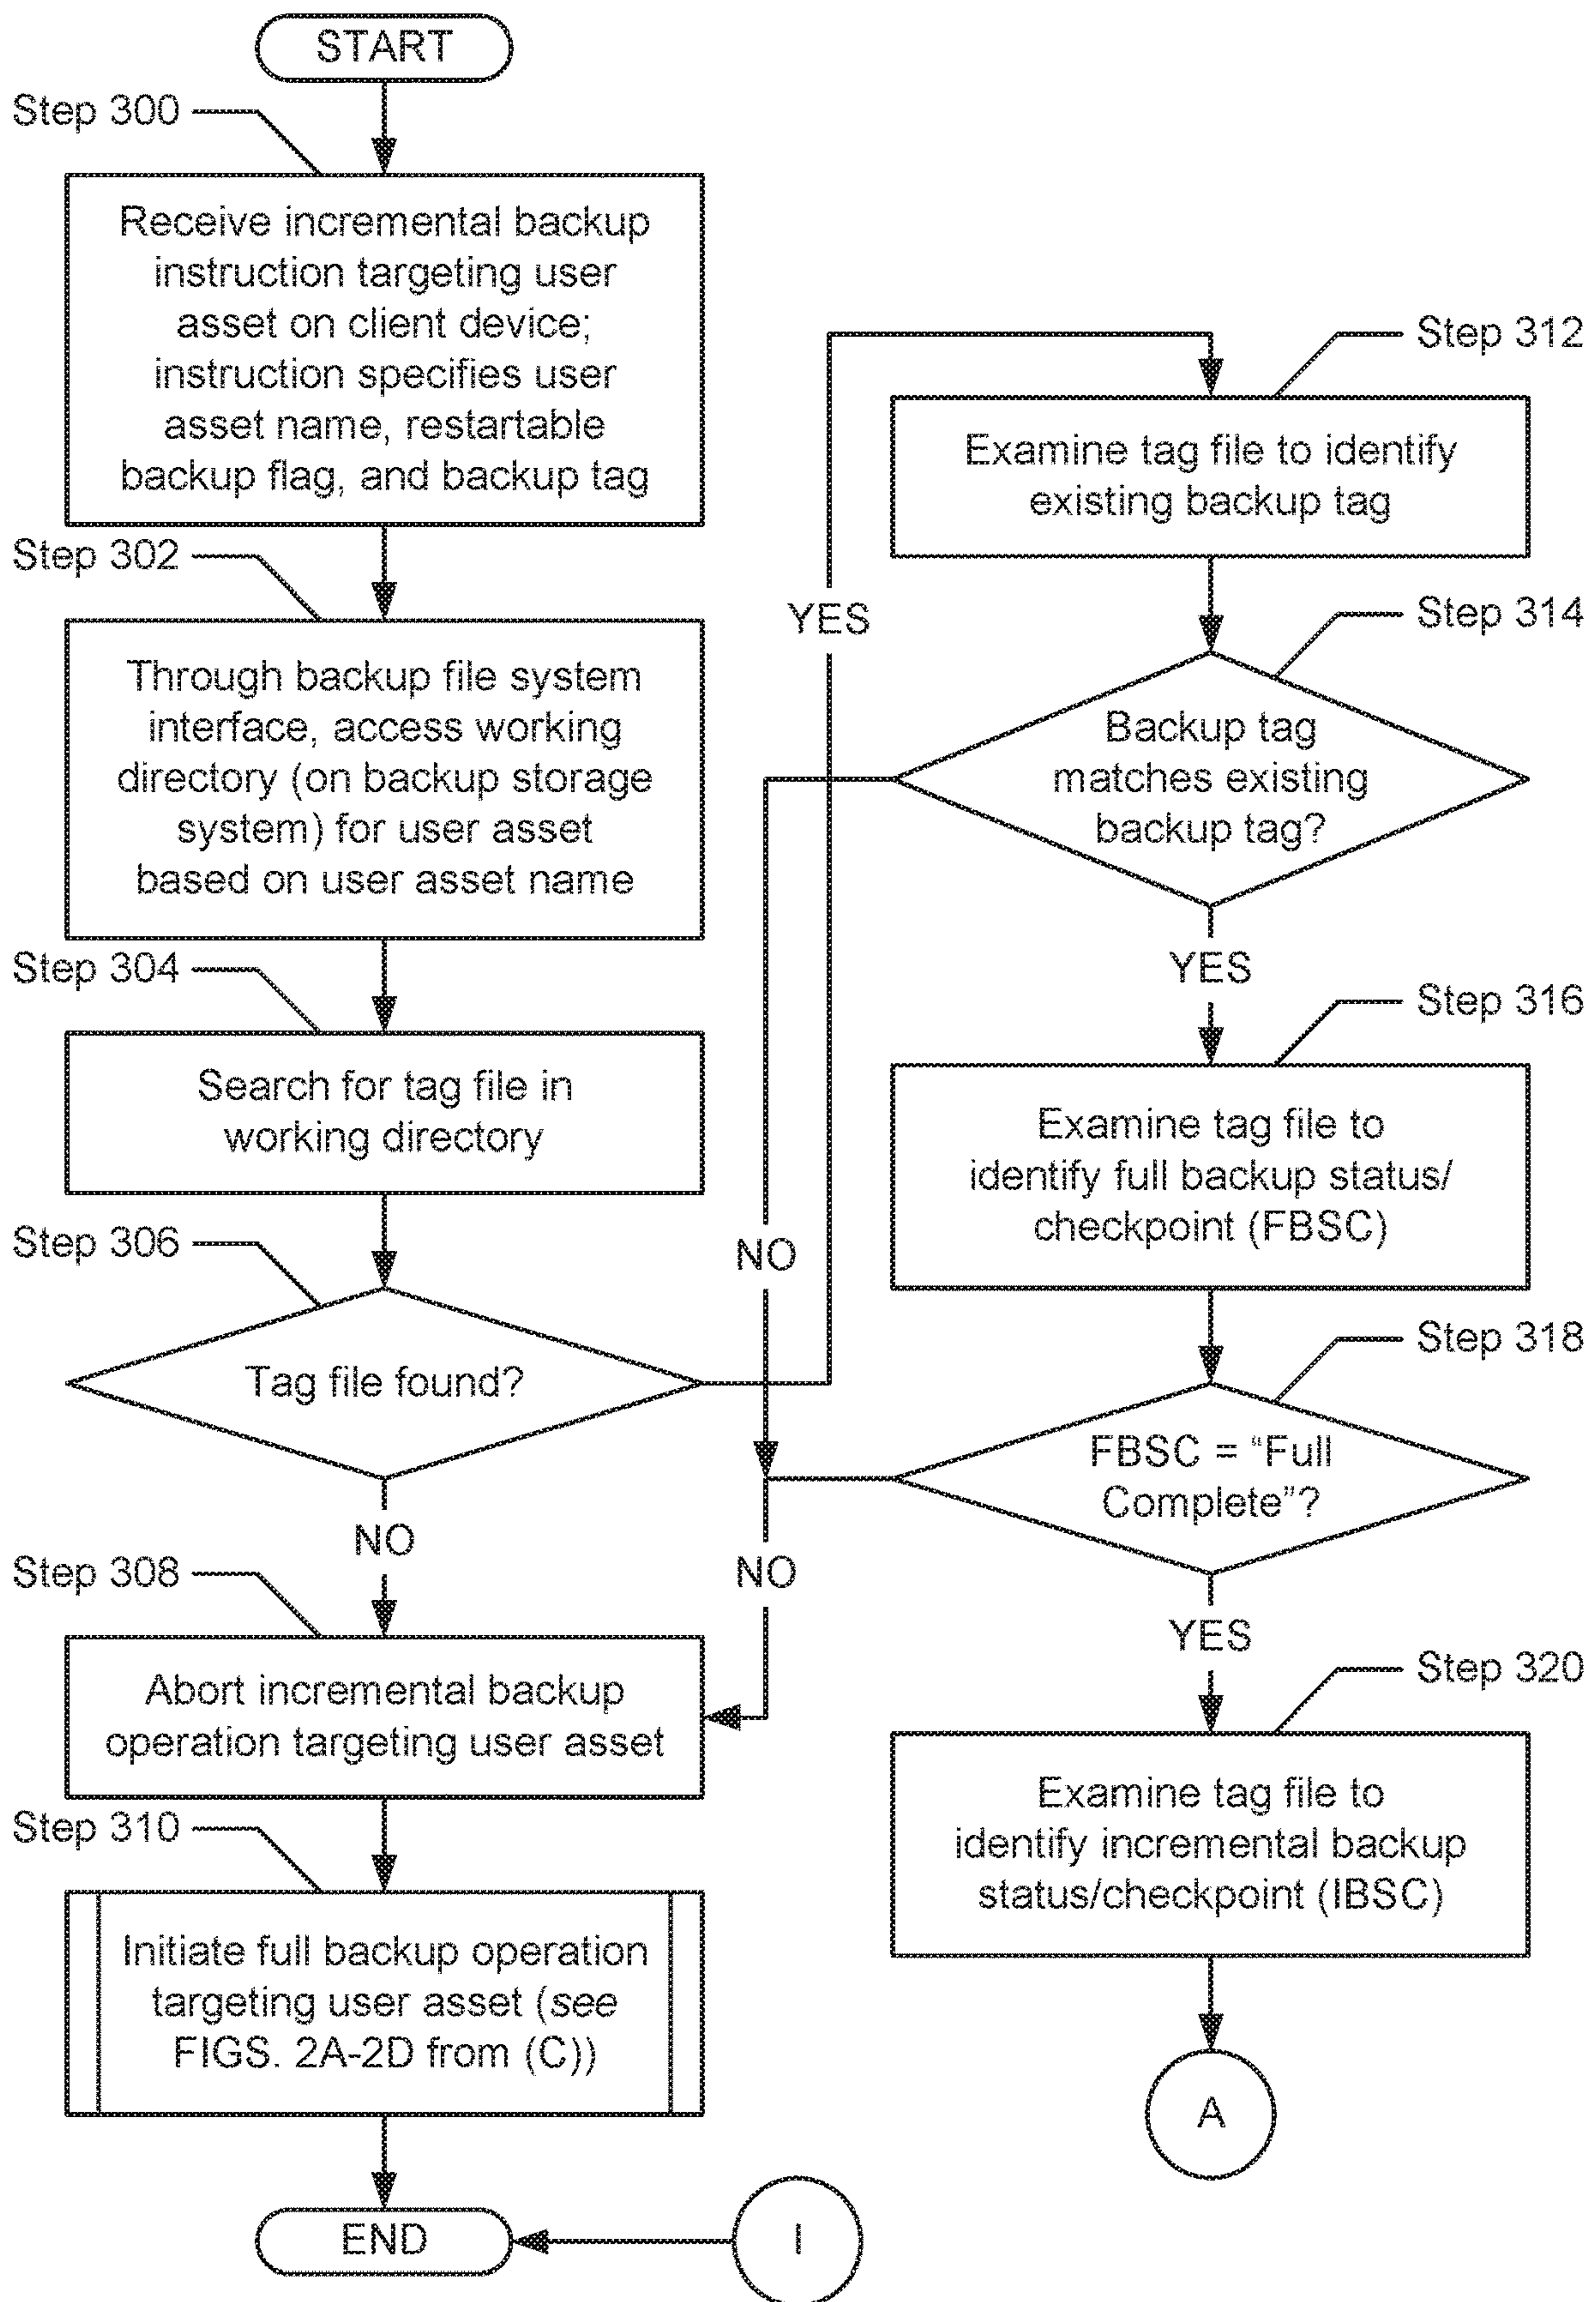 START
Step 300
Receive incremental backup
instruction targeting user
asset on client device;
instruction specifies user
asset name, restartable
backup flag, and backup tag
Step 302
Through backup file system
interface, access working
directory (on backup storage
system) for user asset
based on user asset name
Step 304
Search for tag file in
working directory
Step 306
Tag file found?
NO
YES
Step 308
Abort incremental backup
operation targeting user asset
Step 310
Initiate full backup operation
targeting user asset (see
FIGS. 2A-2D from (C))
END
I
Step 312
Examine tag file to identify
existing backup tag
Step 314
Backup tag
matches existing
backup tag?
NO
YES
Step 316
Examine tag file to
identify full backup status/
checkpoint (FBSC)
Step 318
FBSC = “Full
Complete”?
NO
YES
Step 320
Examine tag file to
identify incremental backup
status/checkpoint (IBSC)
A